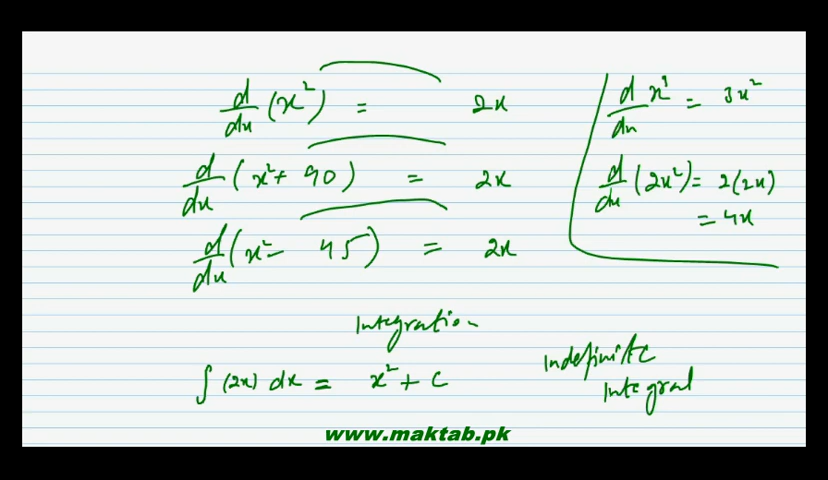 d/dx (x²) = 2x
d/dx (x² + 90) = 2x
d/dx (x² - 45) = 2x
d/dx x³ = 3x²
d/dx (2x²) = 2(2x)
= 4x
Integration
∫ (2x) dx = x² + c
Indefinite
Integral
www.maktab.pk